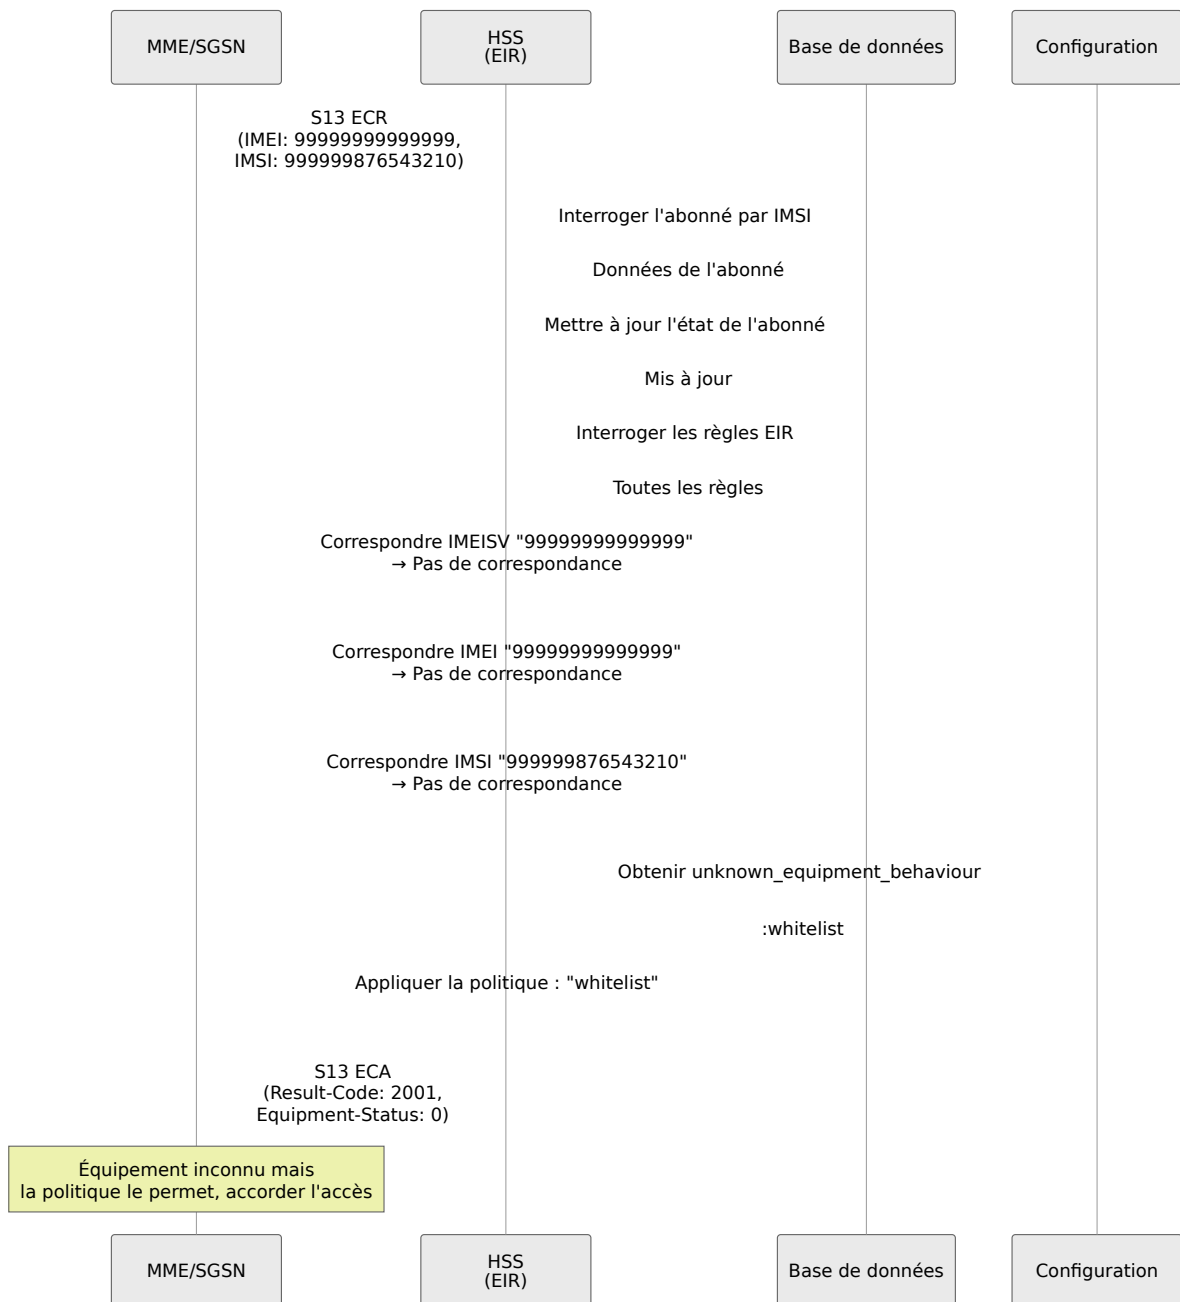 MME/SGSN
HSS
(EIR)
Base de données
Configuration
S13 ECR
(IMEI: 99999999999999,
IMSI: 999999876543210)
Interroger l'abonné par IMSI
Données de l'abonné
Mettre à jour l'état de l'abonné
Mis à jour
Interroger les règles EIR
Toutes les règles
Correspondre IMEISV "99999999999999"
→ Pas de correspondance
Correspondre IMEI "99999999999999"
→ Pas de correspondance
Correspondre IMSI "999999876543210"
→ Pas de correspondance
Obtenir unknown_equipment_behaviour
:whitelist
Appliquer la politique : "whitelist"
S13 ECA
(Result-Code: 2001,
Equipment-Status: 0)
Équipement inconnu mais
la politique le permet, accorder l'accès
MME/SGSN
HSS
(EIR)
Base de données
Configuration